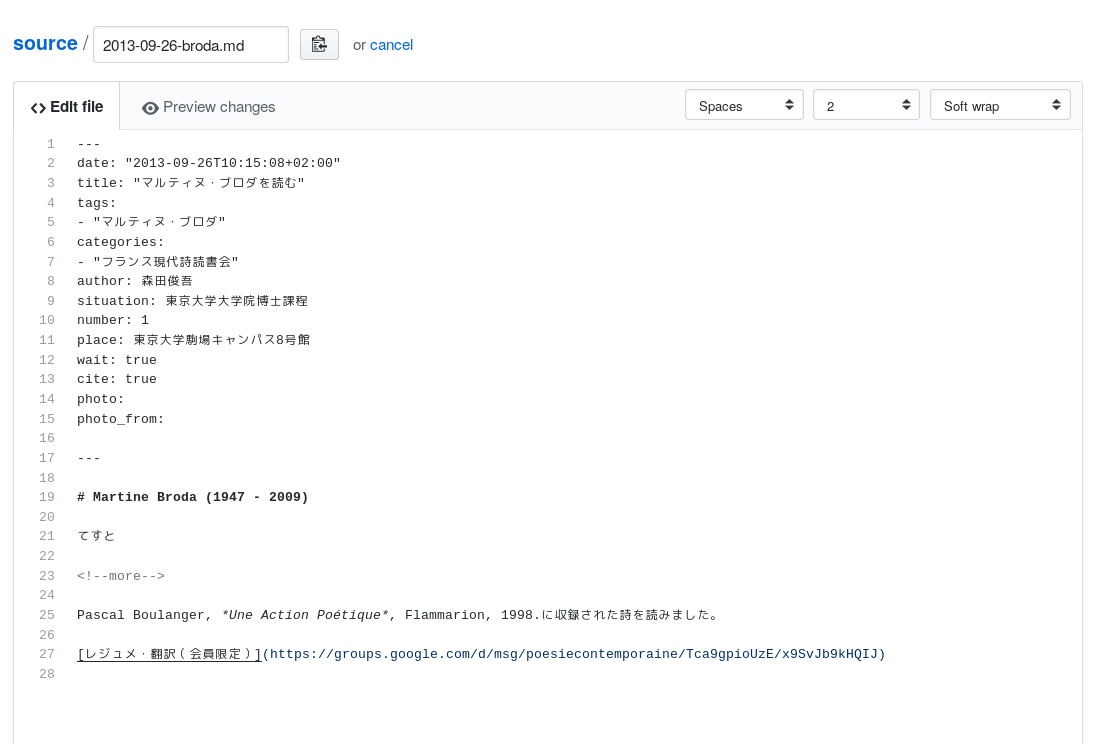 source / 2013-09-26-broda.md or cancel
Edit file Preview changes Spaces 2 Soft wrap
1 ---
2 date: "2013-09-26T10:15:08+02:00"
3 title: "マルティヌ・ブロダを読む"
4 tags:
5 - "マルティヌ・ブロダ"
6 categories:
7 - "フランス現代詩読書会"
8 author: 森田俊吾
9 situation: 東京大学大学院博士課程
10 number: 1
11 place: 東京大学駒場キャンパス8号館
12 wait: true
13 cite: true
14 photo:
15 photo_from:
16
17 ---
18
19 # Martine Broda (1947 - 2009)
20
21 てすと
22
23 <!--more-->
24
25 Pascal Boulanger, *Une Action Poétique*, Flammarion, 1998.に収録された詩を読みました。
26
27 [レジュメ・翻訳(会員限定)](https://groups.google.com/d/msg/poesiecontemporaine/Tca9gpioUzE/x9SvJb9kHQIJ)
28